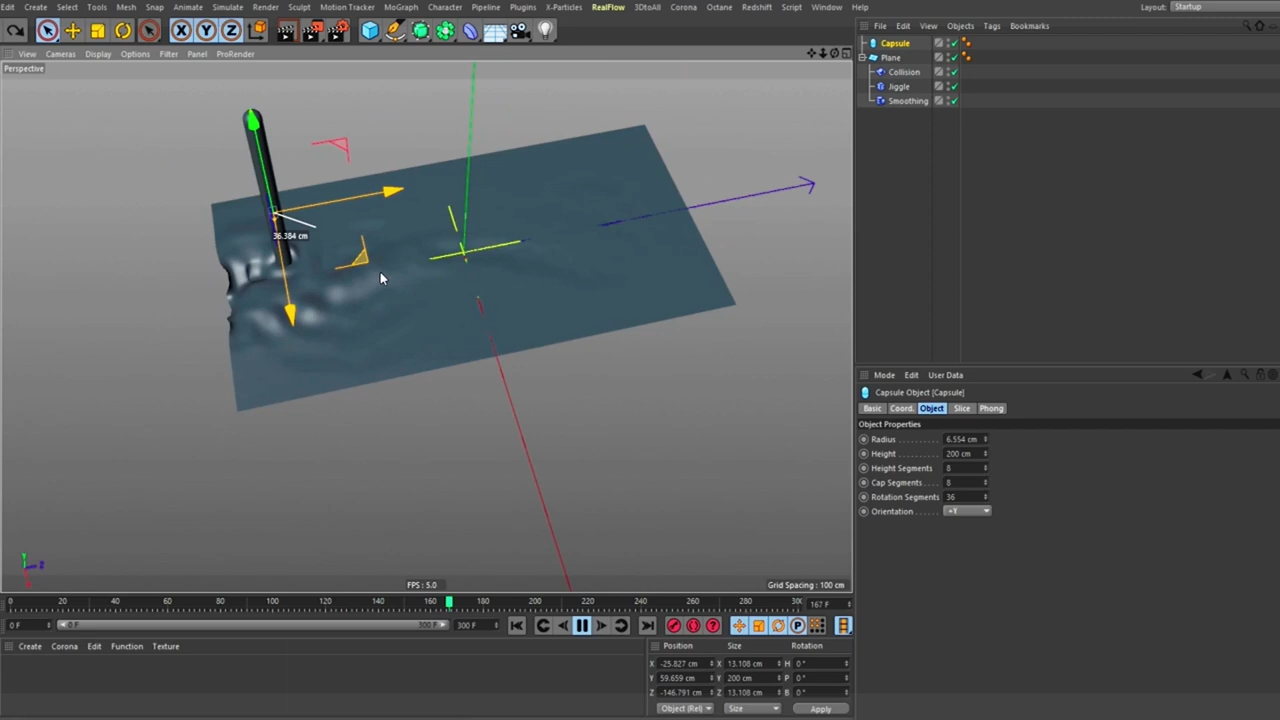 Edit Create Select Tools Mesh Snap Animate Simulate Render Sculpt Motion Tracker MoGraph Character Pipeline Plugins X-Particles RealFlow 3DtoAll Corona Octane Redshift Script Window Help Layout: Startup
File Edit View Objects Tags Bookmarks
View Cameras Display Options Filter Panel ProRender
Perspective
Capsule
Plane
Collision
Jiggle
Smoothing
36.384 cm
Mode Edit User Data
Capsule Object [Capsule]
Basic Coord. Object Slice Phong
Object Properties
Radius 6.554 cm
Height 200 cm
Height Segments 8
Cap Segments 8
Rotation Segments 36
Orientation +Y
Y
Z
FPS : 5.0 Grid Spacing : 100 cm
0 20 40 60 80 100 120 140 160 180 200 220 240 260 280 30 167 F
0 F 0 F 300 F 300 F
Create Corona Edit Function Texture
Position Size Rotation
X -25.827 cm X 13.108 cm H 0 °
Y 59.659 cm Y 200 cm P 0 °
Z -146.791 cm Z 13.108 cm B 0 °
Object (Rel) Size Apply